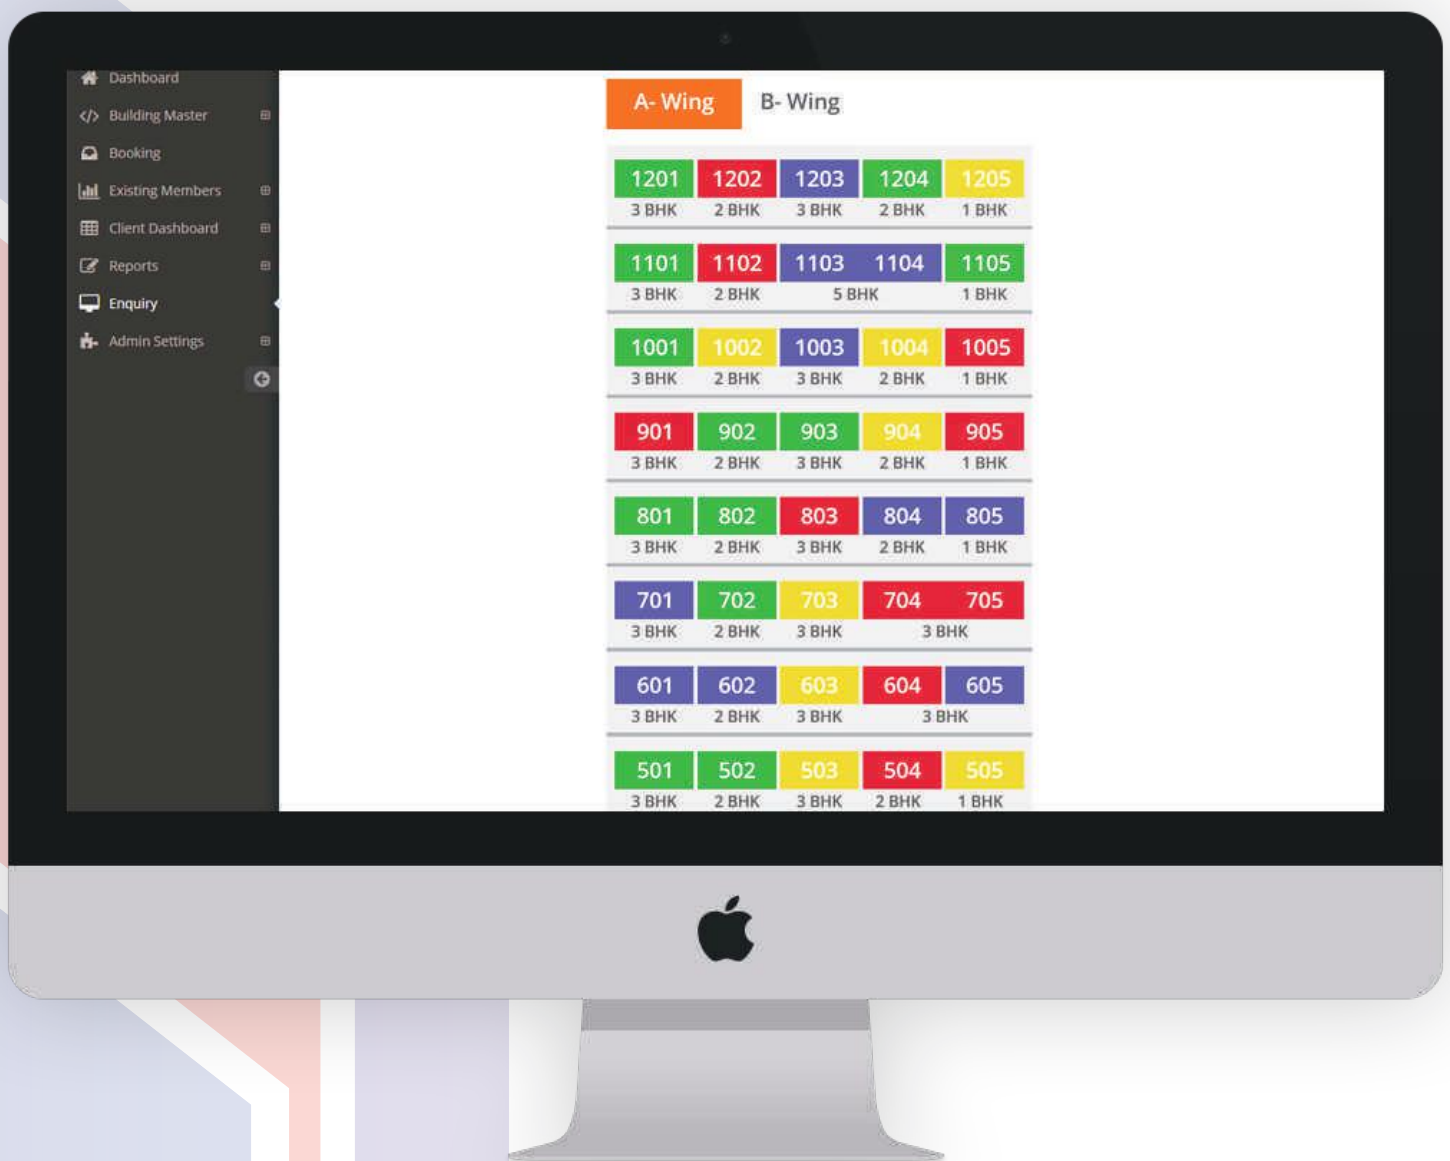 Dashboard
Building Master
Booking
Existing Members
Client Dashboard
Reports
Enquiry
Admin Settings
A- Wing B- Wing
1201 1202 1203 1204 1205
3 BHK 2 BHK 3 BHK 2 BHK 1 BHK
1101 1102 1103 1104 1105
3 BHK 2 BHK 5 BHK 1 BHK
1001 1002 1003 1004 1005
3 BHK 2 BHK 3 BHK 2 BHK 1 BHK
901 902 903 904 905
3 BHK 2 BHK 3 BHK 2 BHK 1 BHK
801 802 803 804 805
3 BHK 2 BHK 3 BHK 2 BHK 1 BHK
701 702 703 704 705
3 BHK 2 BHK 3 BHK 3 BHK
601 602 603 604 605
3 BHK 2 BHK 3 BHK 3 BHK
501 502 503 504 505
3 BHK 2 BHK 3 BHK 2 BHK 1 BHK